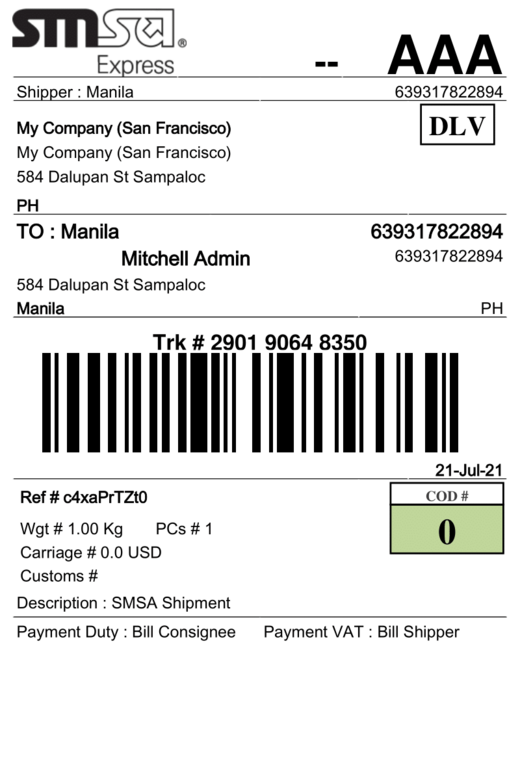 smsa®
Express
-- AAA
Shipper : Manila 639317822894
My Company (San Francisco) DLV
My Company (San Francisco)
584 Dalupan St Sampaloc
PH
TO : Manila 639317822894
Mitchell Admin 639317822894
584 Dalupan St Sampaloc
Manila PH
Trk # 2901 9064 8350
21-Jul-21
Ref # c4xaPrTZt0 COD #
Wgt # 1.00 Kg PCs # 1 0
Carriage # 0.0 USD
Customs #
Description : SMSA Shipment
Payment Duty : Bill Consignee Payment VAT : Bill Shipper